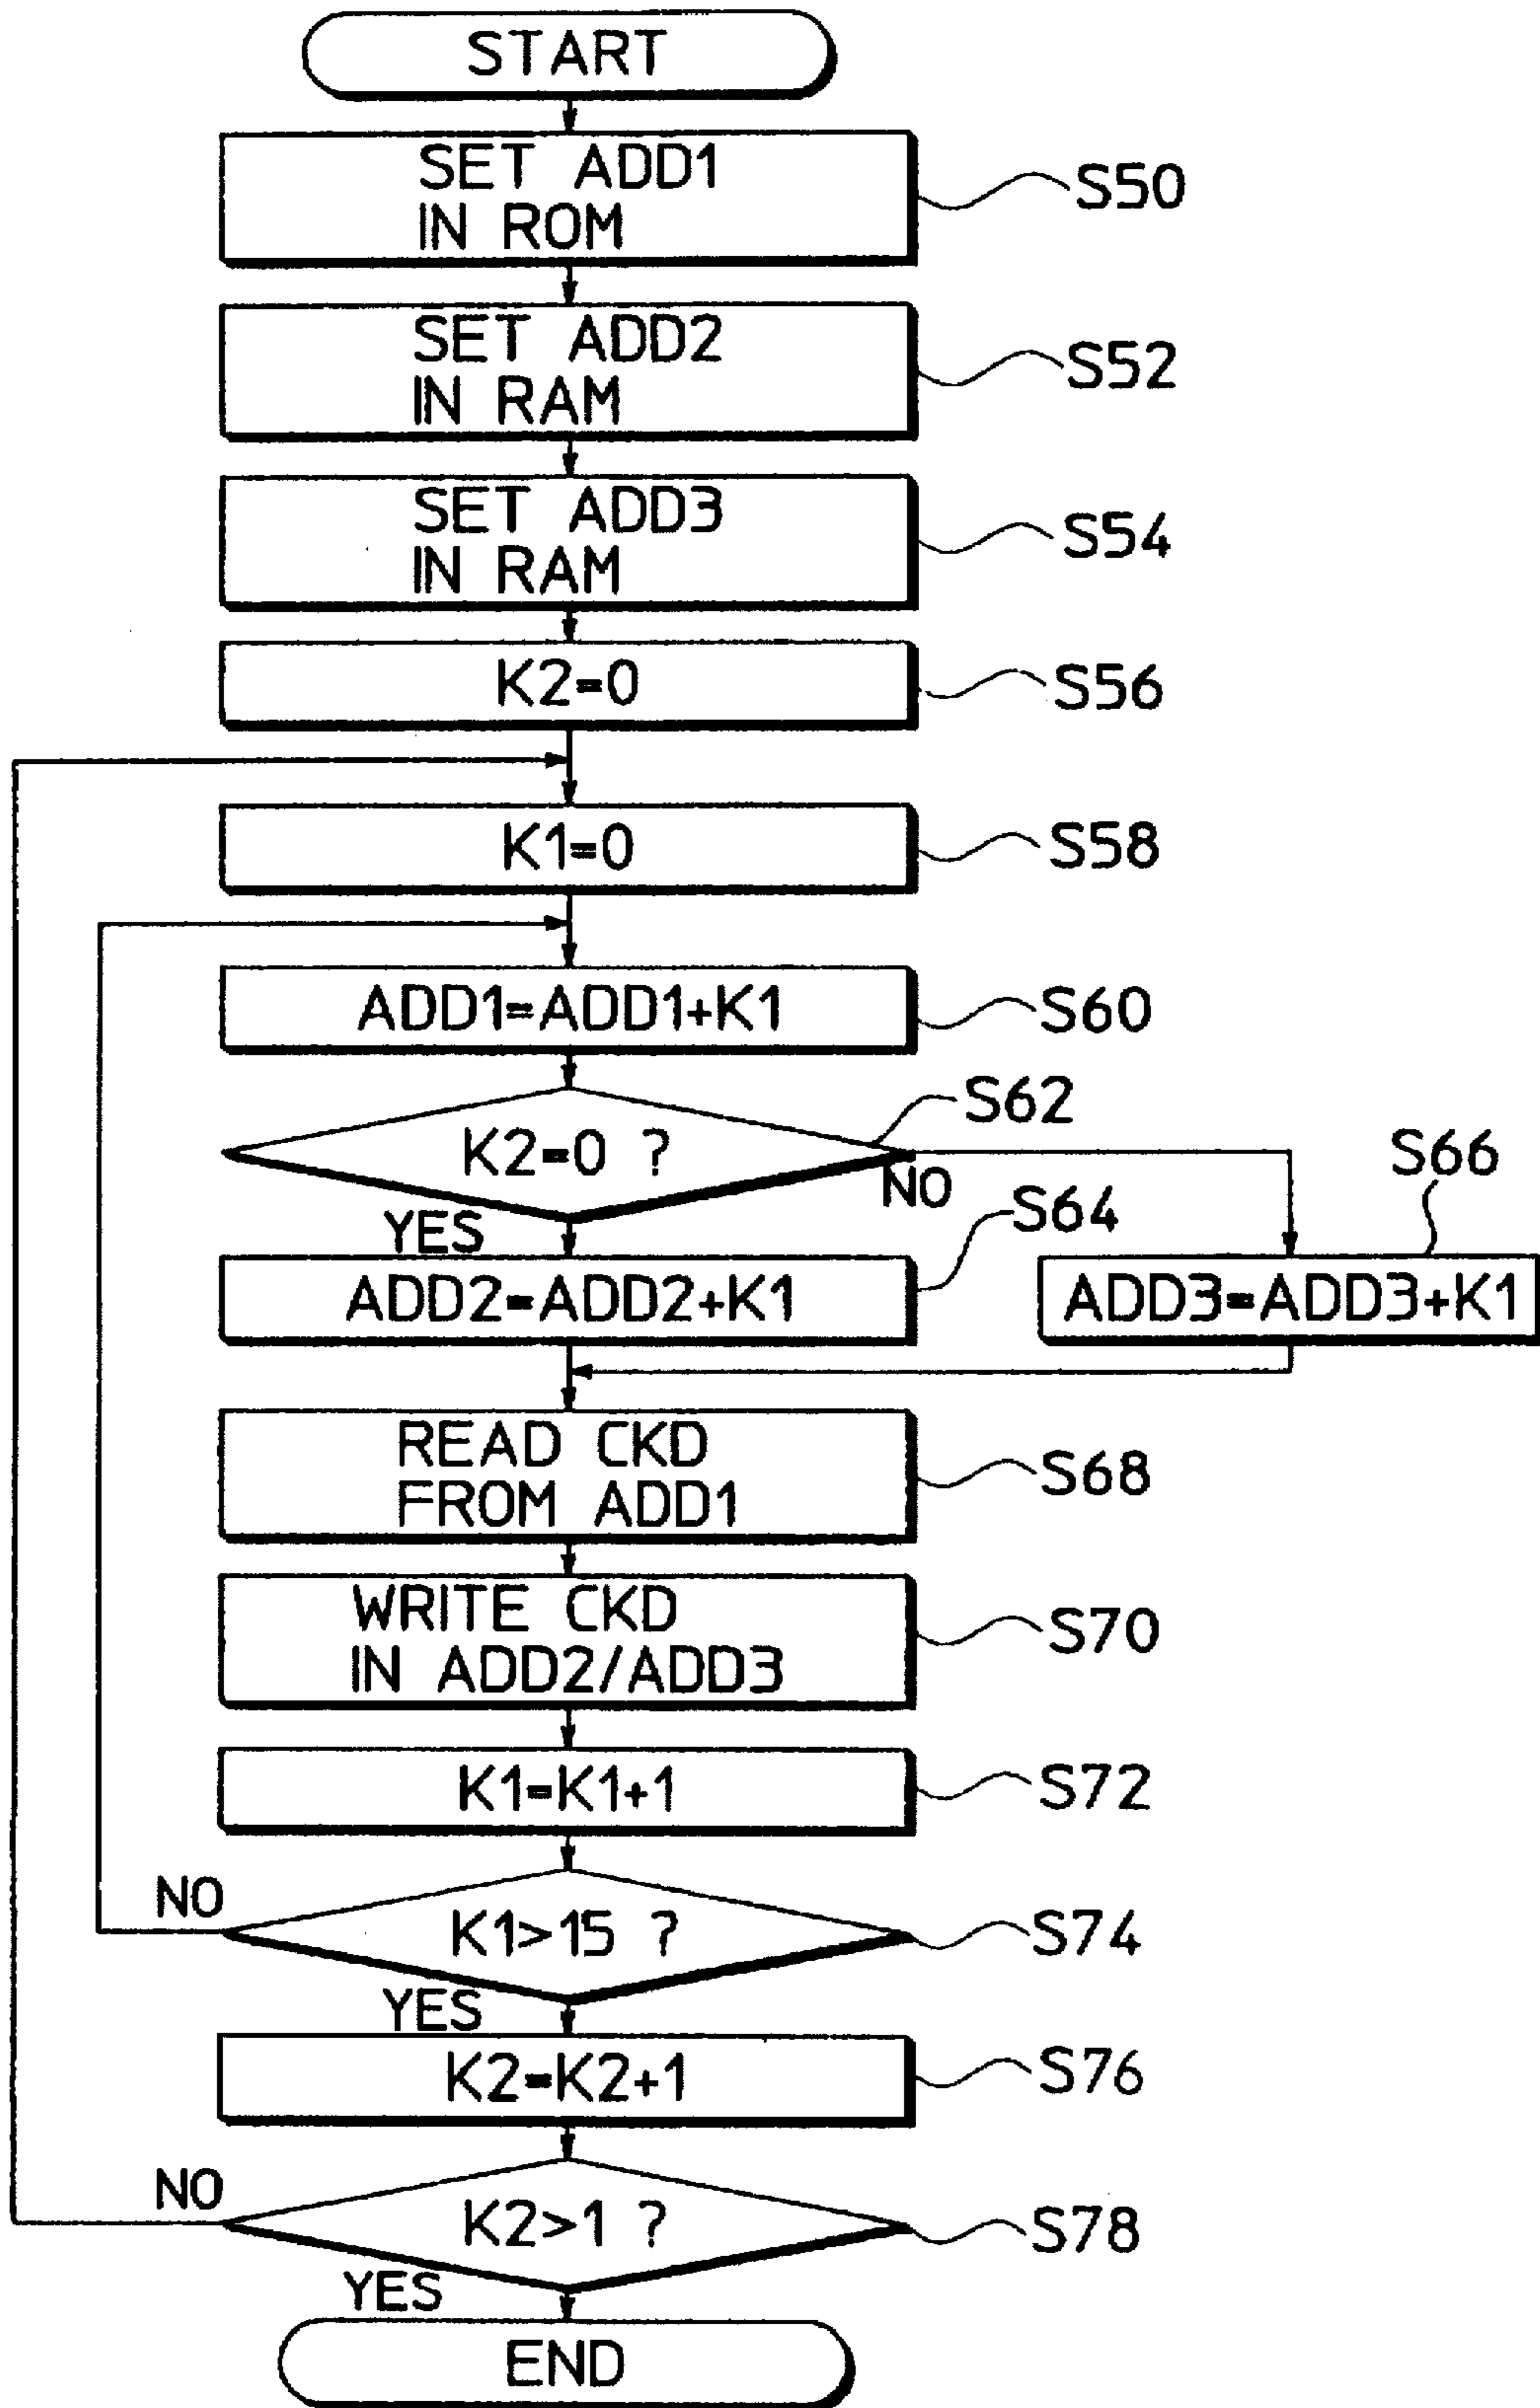 START
SET ADD1
IN ROM
S50
SET ADD2
IN RAM
S52
SET ADD3
IN RAM
S54
K2=0
S56
K1=0
S58
ADD1=ADD1+K1
S60
K2=0 ?
S62
NO
YES
ADD2=ADD2+K1
S64
ADD3=ADD3+K1
S66
READ CKD
FROM ADD1
S68
WRITE CKD
IN ADD2/ADD3
S70
K1=K1+1
S72
K1>15 ?
S74
NO
YES
K2=K2+1
S76
K2>1 ?
S78
NO
YES
END